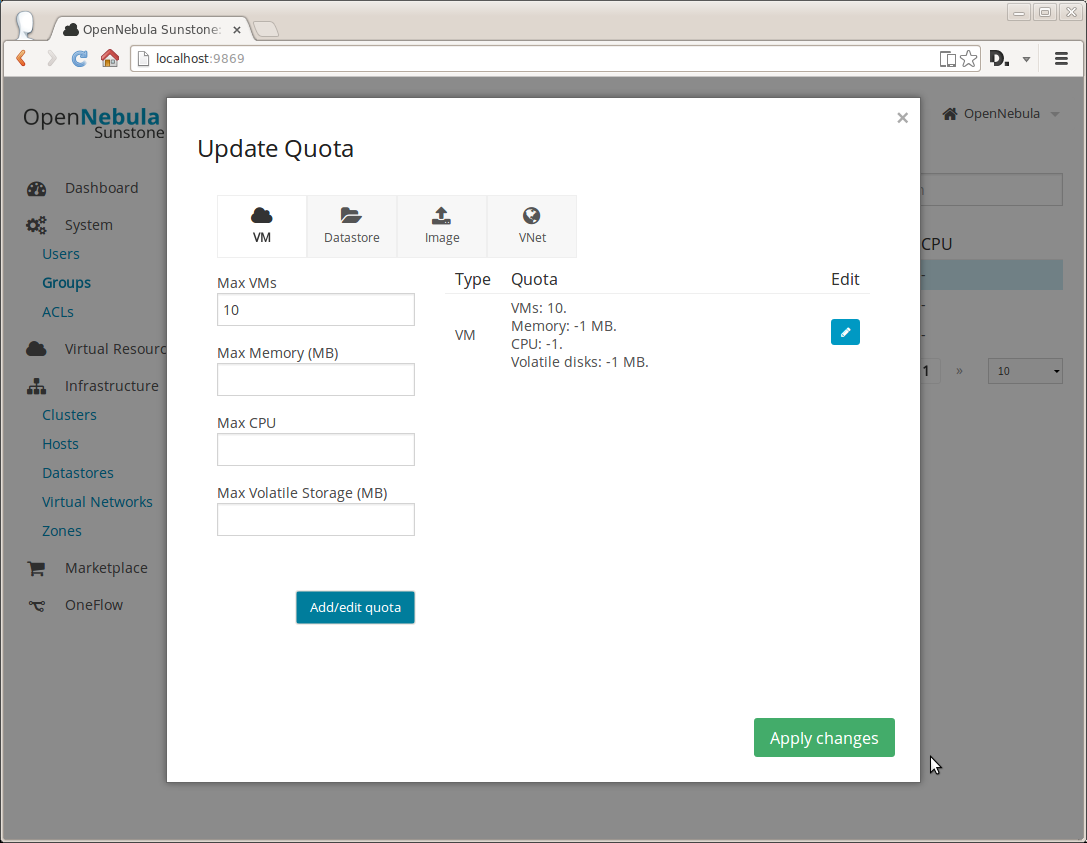 OpenNebula Sunstone:
localhost:9869
OpenNebula
Sunstone
OpenNebula
Dashboard
System
Users
Groups
ACLs
Virtual Resourc
Infrastructure
Clusters
Hosts
Datastores
Virtual Networks
Zones
Marketplace
OneFlow
×
Update Quota
VM
Datastore
Image
VNet
Max VMs
10
Max Memory (MB)
Max CPU
Max Volatile Storage (MB)
Add/edit quota
Type Quota Edit
VM
VMs: 10.
Memory: -1 MB.
CPU: -1.
Volatile disks: -1 MB.
Apply changes
CPU
-
-
-
1 » 10